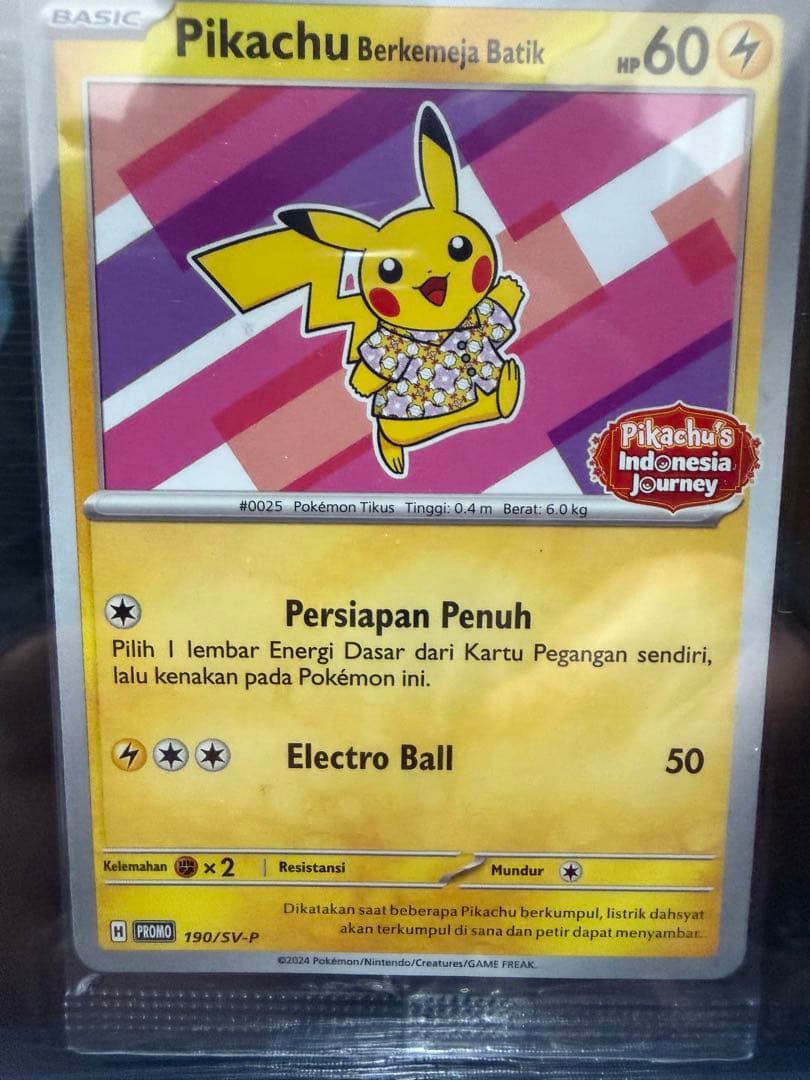 BASIC
Pikachu Berkemeja Batik HP 60
Pikachu's
Indonesia
Journey
#0025 Pokémon Tikus Tinggi: 0.4 m Berat: 6.0 kg
Persiapan Penuh
Pilih 1 lembar Energi Dasar dari Kartu Pegangan sendiri,
lalu kenakan pada Pokémon ini.
Electro Ball 50
Kelemahan ×2 Resistansi Mundur
Dikatakan saat beberapa Pikachu berkumpul, listrik dahsyat
akan terkumpul di sana dan petir dapat menyambar.
H PROMO 190/SV-P
©2024 Pokémon/Nintendo/Creatures/GAME FREAK.